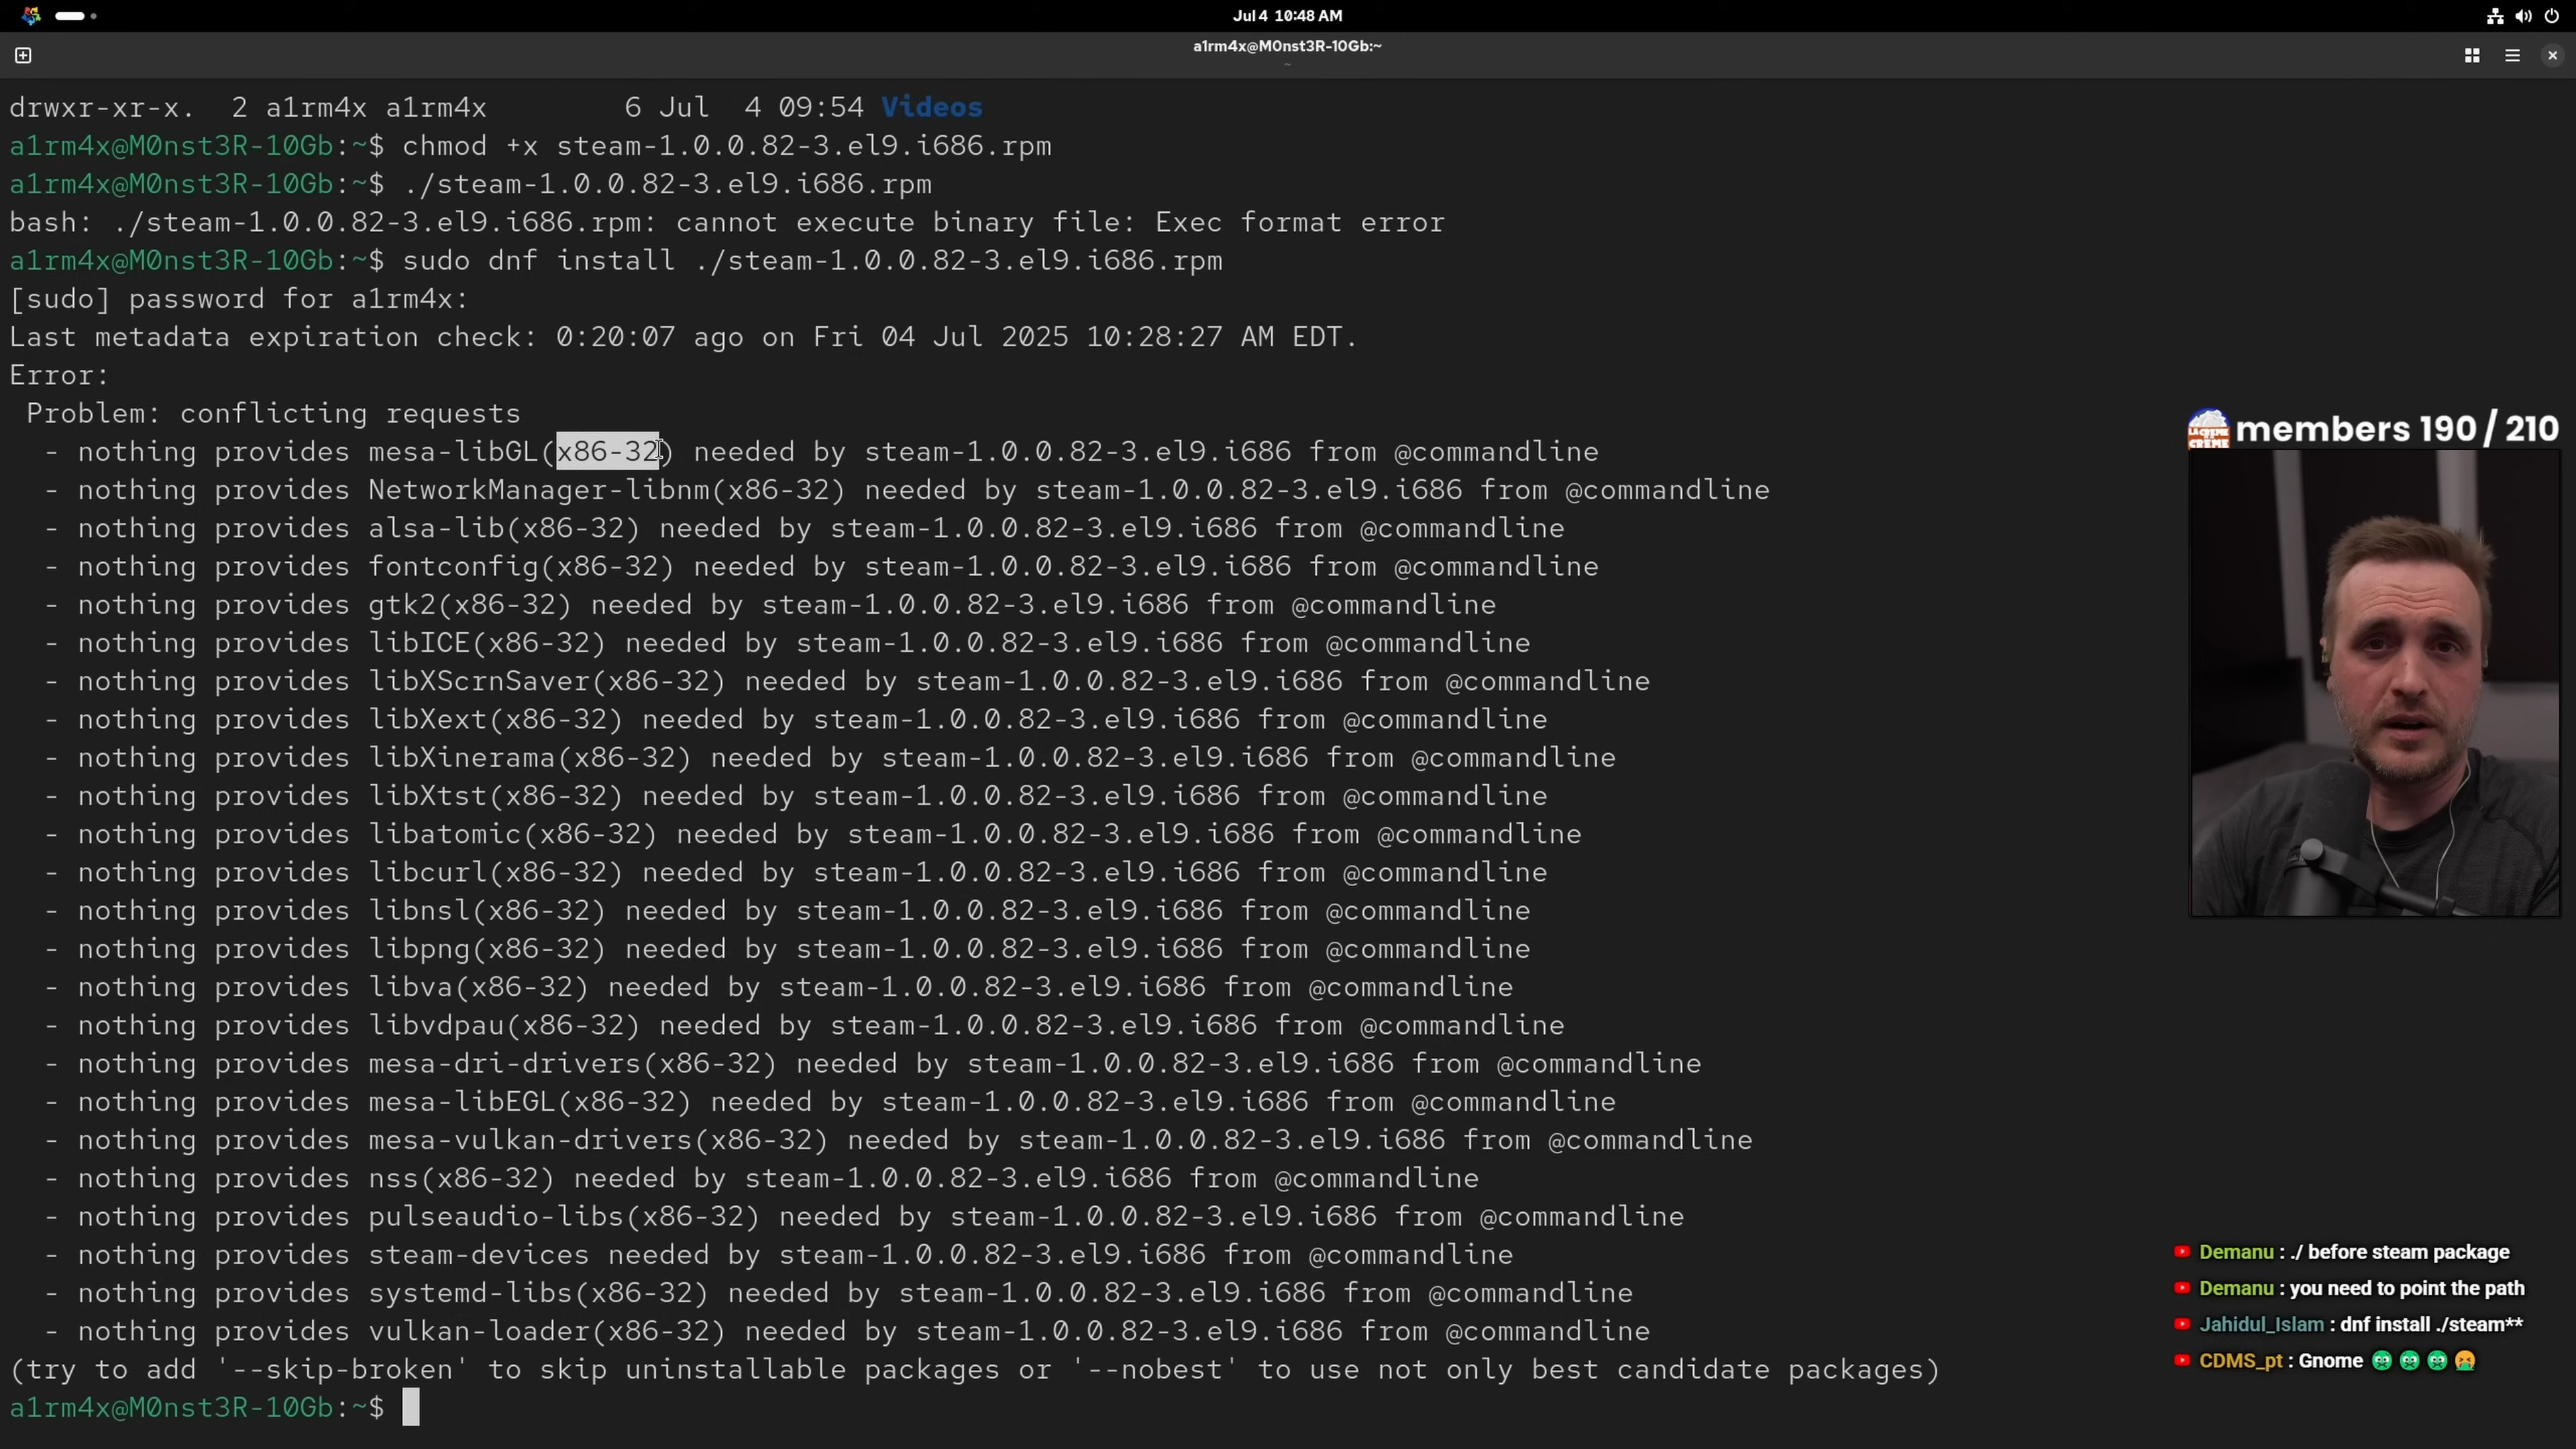 Jul 4 10:48 AM
a1rm4x@M0nst3R-10Gb:~
~
drwxr-xr-x. 2 a1rm4x a1rm4x 6 Jul 4 09:54 Videos
a1rm4x@M0nst3R-10Gb:~$ chmod +x steam-1.0.0.82-3.el9.i686.rpm
a1rm4x@M0nst3R-10Gb:~$ ./steam-1.0.0.82-3.el9.i686.rpm
bash: ./steam-1.0.0.82-3.el9.i686.rpm: cannot execute binary file: Exec format error
a1rm4x@M0nst3R-10Gb:~$ sudo dnf install ./steam-1.0.0.82-3.el9.i686.rpm
[sudo] password for a1rm4x:
Last metadata expiration check: 0:20:07 ago on Fri 04 Jul 2025 10:28:27 AM EDT.
Error:
Problem: conflicting requests
- nothing provides mesa-libGL(x86-32) needed by steam-1.0.0.82-3.el9.i686 from @commandline
- nothing provides NetworkManager-libnm(x86-32) needed by steam-1.0.0.82-3.el9.i686 from @commandline
- nothing provides alsa-lib(x86-32) needed by steam-1.0.0.82-3.el9.i686 from @commandline
- nothing provides fontconfig(x86-32) needed by steam-1.0.0.82-3.el9.i686 from @commandline
- nothing provides gtk2(x86-32) needed by steam-1.0.0.82-3.el9.i686 from @commandline
- nothing provides libICE(x86-32) needed by steam-1.0.0.82-3.el9.i686 from @commandline
- nothing provides libXScrnSaver(x86-32) needed by steam-1.0.0.82-3.el9.i686 from @commandline
- nothing provides libXext(x86-32) needed by steam-1.0.0.82-3.el9.i686 from @commandline
- nothing provides libXinerama(x86-32) needed by steam-1.0.0.82-3.el9.i686 from @commandline
- nothing provides libXtst(x86-32) needed by steam-1.0.0.82-3.el9.i686 from @commandline
- nothing provides libatomic(x86-32) needed by steam-1.0.0.82-3.el9.i686 from @commandline
- nothing provides libcurl(x86-32) needed by steam-1.0.0.82-3.el9.i686 from @commandline
- nothing provides libnsl(x86-32) needed by steam-1.0.0.82-3.el9.i686 from @commandline
- nothing provides libpng(x86-32) needed by steam-1.0.0.82-3.el9.i686 from @commandline
- nothing provides libva(x86-32) needed by steam-1.0.0.82-3.el9.i686 from @commandline
- nothing provides libvdpau(x86-32) needed by steam-1.0.0.82-3.el9.i686 from @commandline
- nothing provides mesa-dri-drivers(x86-32) needed by steam-1.0.0.82-3.el9.i686 from @commandline
- nothing provides mesa-libEGL(x86-32) needed by steam-1.0.0.82-3.el9.i686 from @commandline
- nothing provides mesa-vulkan-drivers(x86-32) needed by steam-1.0.0.82-3.el9.i686 from @commandline
- nothing provides nss(x86-32) needed by steam-1.0.0.82-3.el9.i686 from @commandline
- nothing provides pulseaudio-libs(x86-32) needed by steam-1.0.0.82-3.el9.i686 from @commandline
- nothing provides steam-devices needed by steam-1.0.0.82-3.el9.i686 from @commandline
- nothing provides systemd-libs(x86-32) needed by steam-1.0.0.82-3.el9.i686 from @commandline
- nothing provides vulkan-loader(x86-32) needed by steam-1.0.0.82-3.el9.i686 from @commandline
(try to add '--skip-broken' to skip uninstallable packages or '--nobest' to use not only best candidate packages)
a1rm4x@M0nst3R-10Gb:~$
LA CREME CREME members 190 / 210
Demanu : ./ before steam package
Demanu : you need to point the path
Jahidul_Islam : dnf install ./steam**
CDMS_pt : Gnome